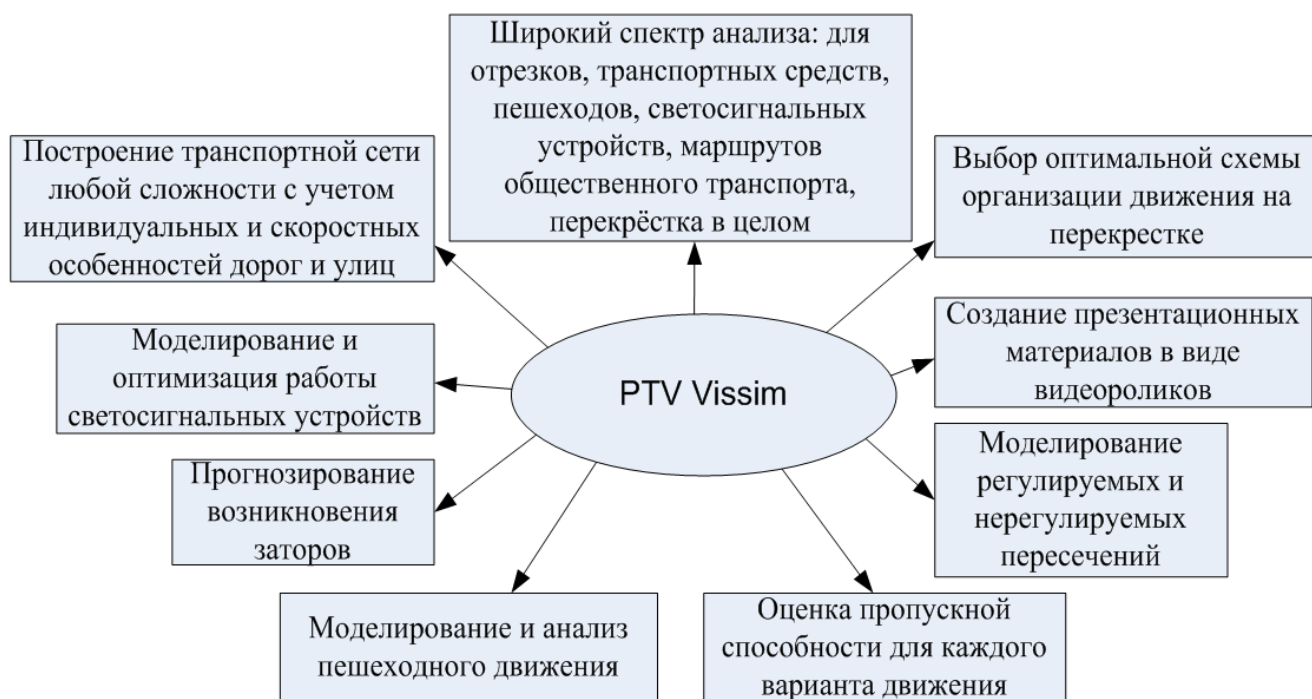 Широкий спектр анализа: для
отрезков, транспортных средств,
пешеходов, светосигнальных
устройств, маршрутов
общественного транспорта,
перекрёстка в целом
Построение транспортной сети
любой сложности с учетом
индивидуальных и скоростных
особенностей дорог и улиц
Выбор оптимальной схемы
организации движения на
перекрестке
Моделирование и
оптимизация работы
светосигнальных устройств
PTV Vissim
Создание презентационных
материалов в виде
видеороликов
Прогнозирование
возникновения
заторов
Моделирование
регулируемых и
нерегулируемых
пересечений
Моделирование и анализ
пешеходного движения
Оценка пропускной
способности для каждого
варианта движения